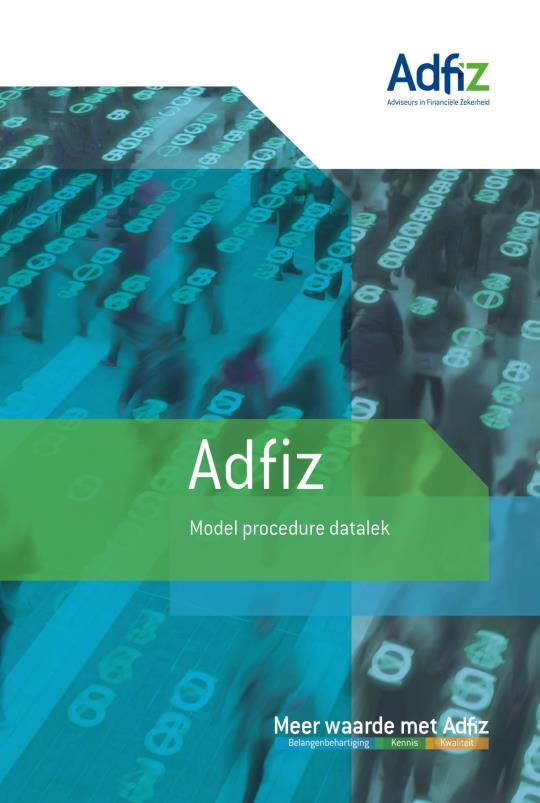 Adfiz
Adviseurs in Financiële Zekerheid
Adfiz
Model procedure datalek
Meer waarde met Adfiz
Belangenbehartiging Kennis Kwaliteit